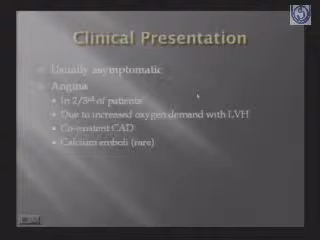 Clinical Presentation
Usually asymptomatic
Angina
In 2/3rd of patients
Due to increased oxygen demand with LVH
Co-existent CAD
Calcium emboli (rare)